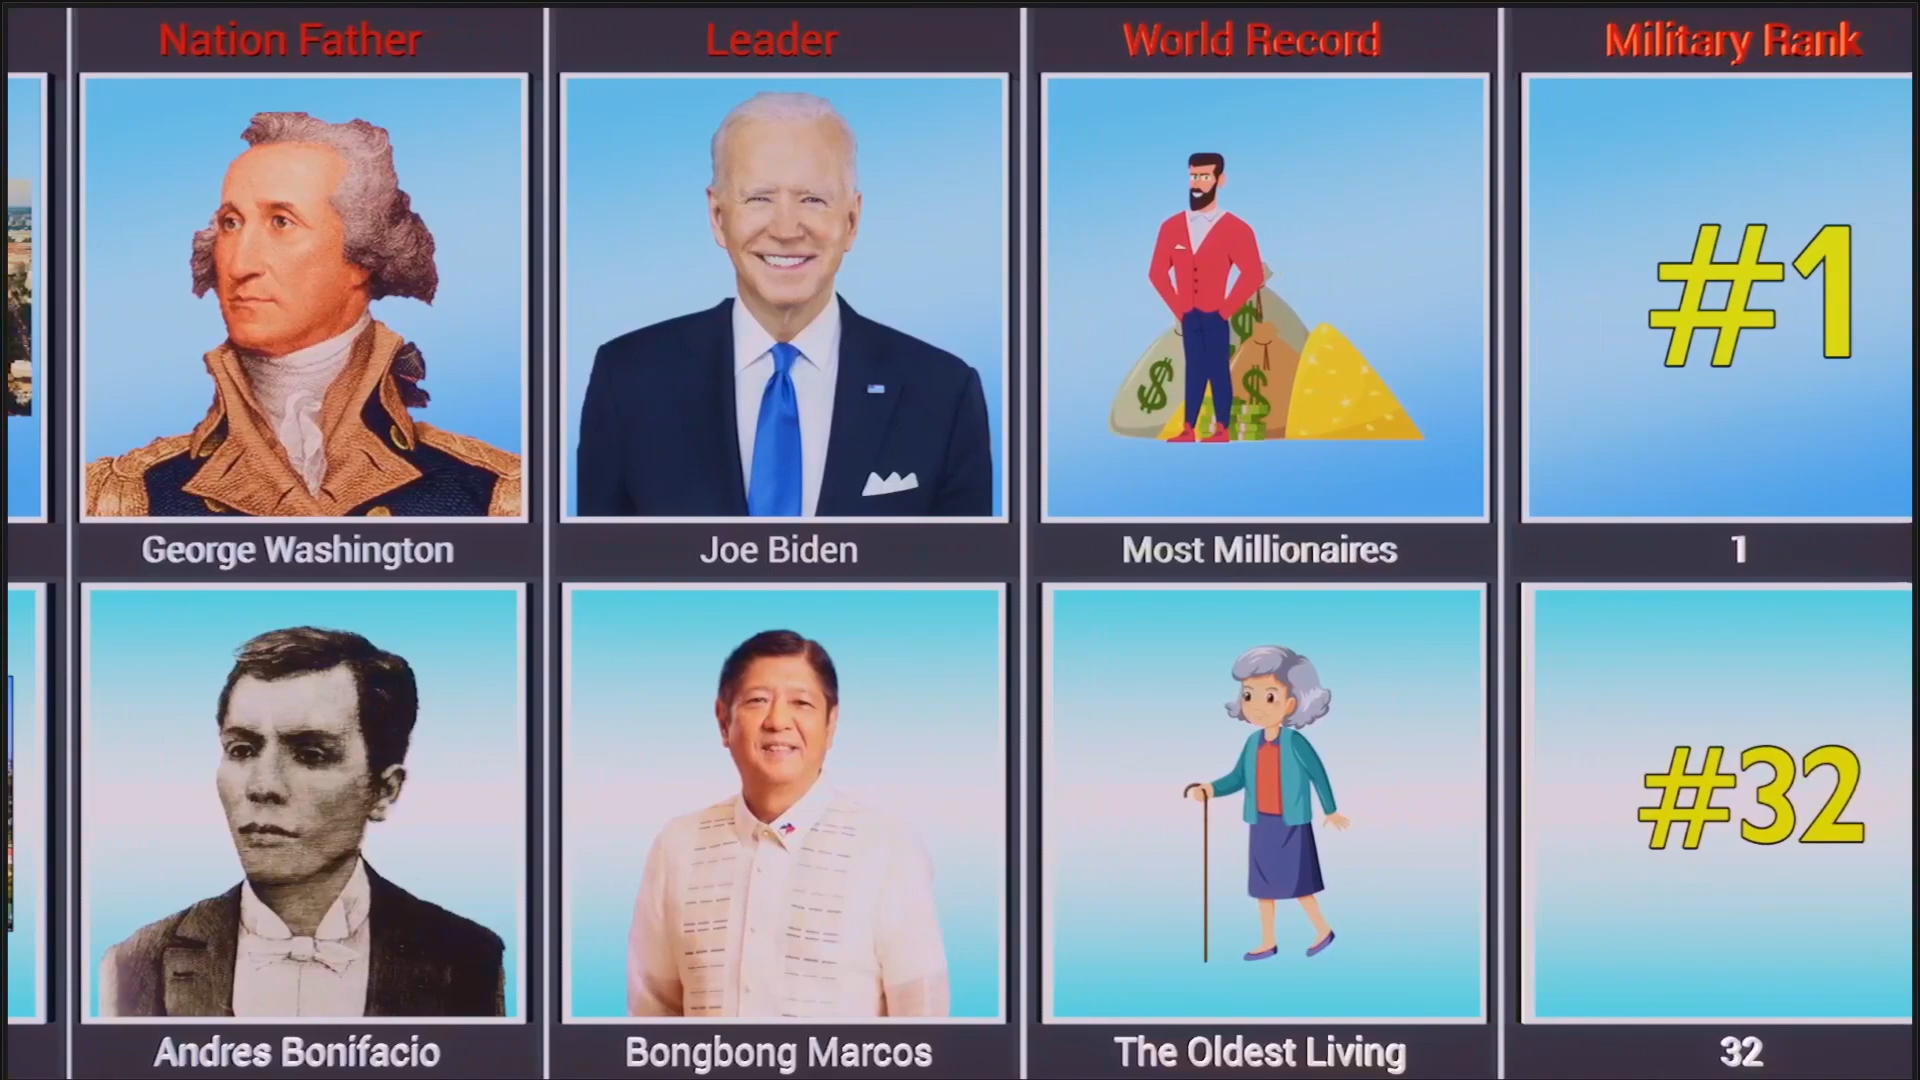 Nation Father
Leader
World Record
Military Rank
#1
George Washington
Joe Biden
Most Millionaires
1
#32
Andres Bonifacio
Bongbong Marcos
The Oldest Living
32